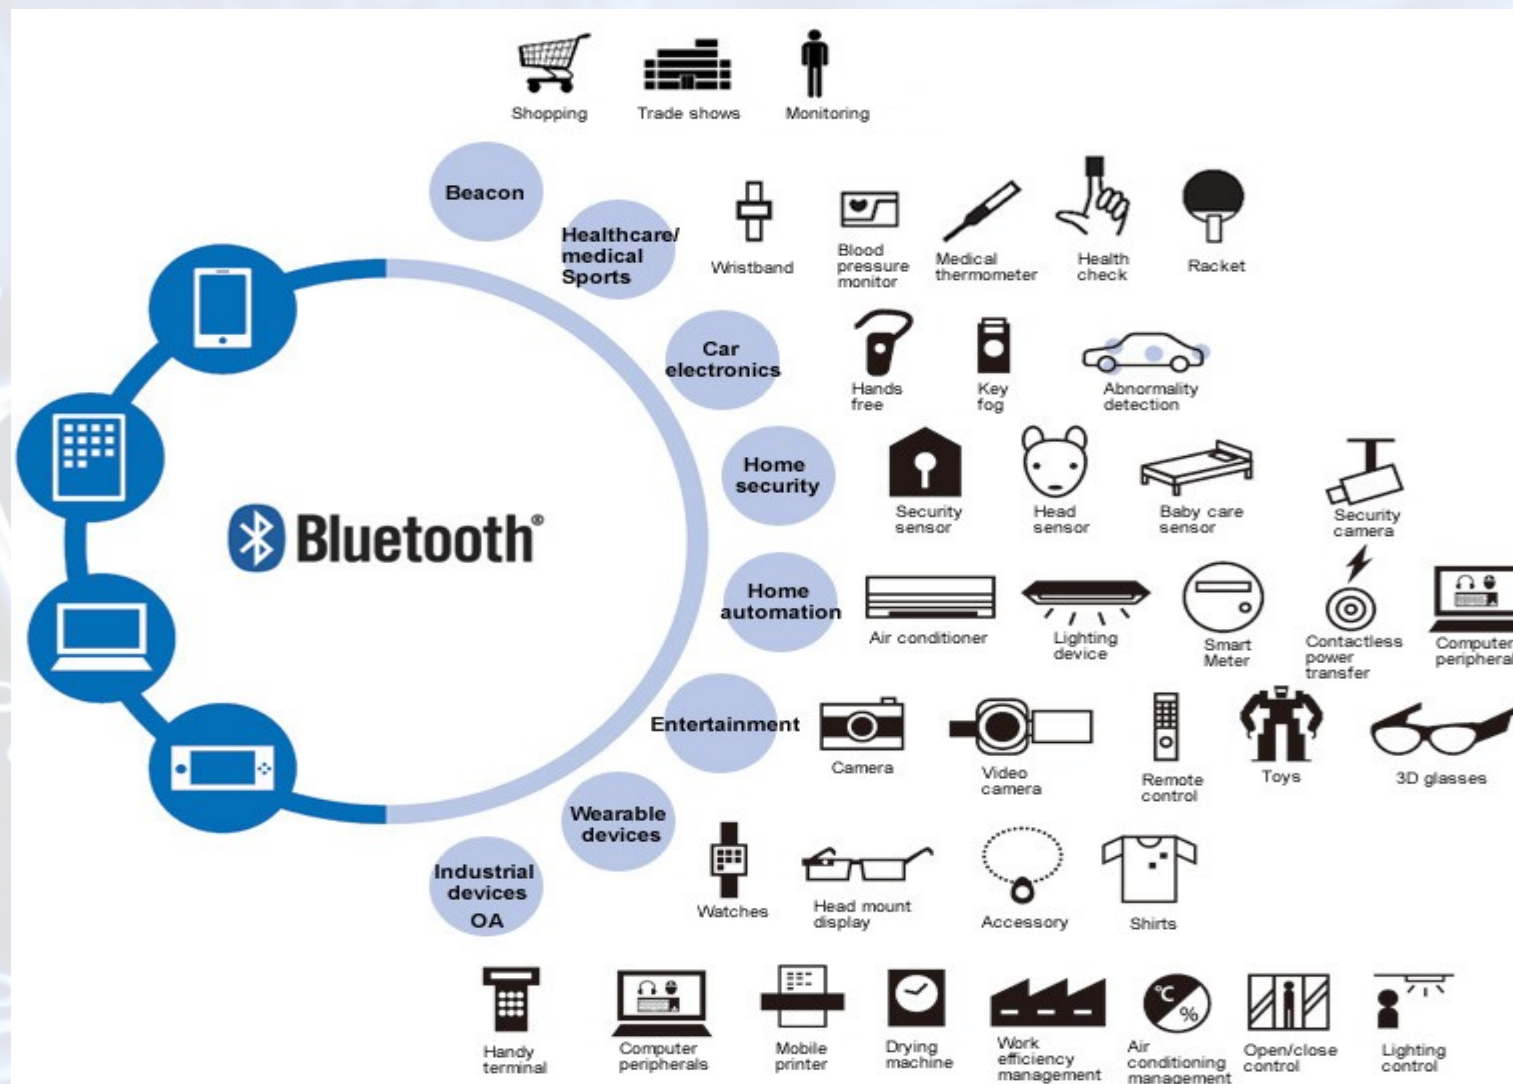 Shopping
Trade shows
Monitoring
Beacon
Healthcare/
medical
Sports
Wristband
Blood
pressure
monitor
Medical
thermometer
Health
check
Racket
Car
electronics
Hands
free
Key
fog
Abnormality
detection
Home
security
Security
sensor
Head
sensor
Baby care
sensor
Security
camera
Bluetooth®
Home
automation
Air conditioner
Lighting
device
Smart
Meter
Contactless
power
transfer
Computer
peripheral
Entertainment
Camera
Video
camera
Remote
control
Toys
3D glasses
Wearable
devices
Watches
Head mount
display
Accessory
Shirts
Industrial
devices
OA
Handy
terminal
Computer
peripherals
Mobile
printer
Drying
machine
Work
efficiency
management
°C
%
Air
conditioning
management
Open/close
control
Lighting
control